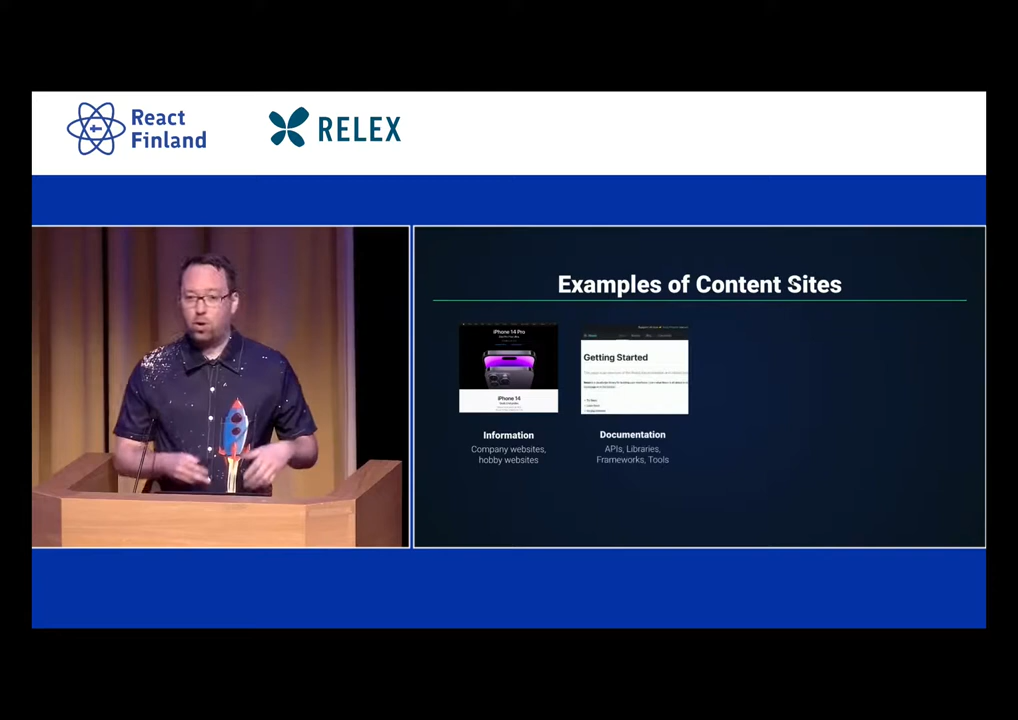 React
Finland
RELEX
Examples of Content Sites
iPhone 14 Pro
iPhone 14
Getting Started
Information
Company websites,
hobby websites
Documentation
APIs, Libraries,
Frameworks, Tools